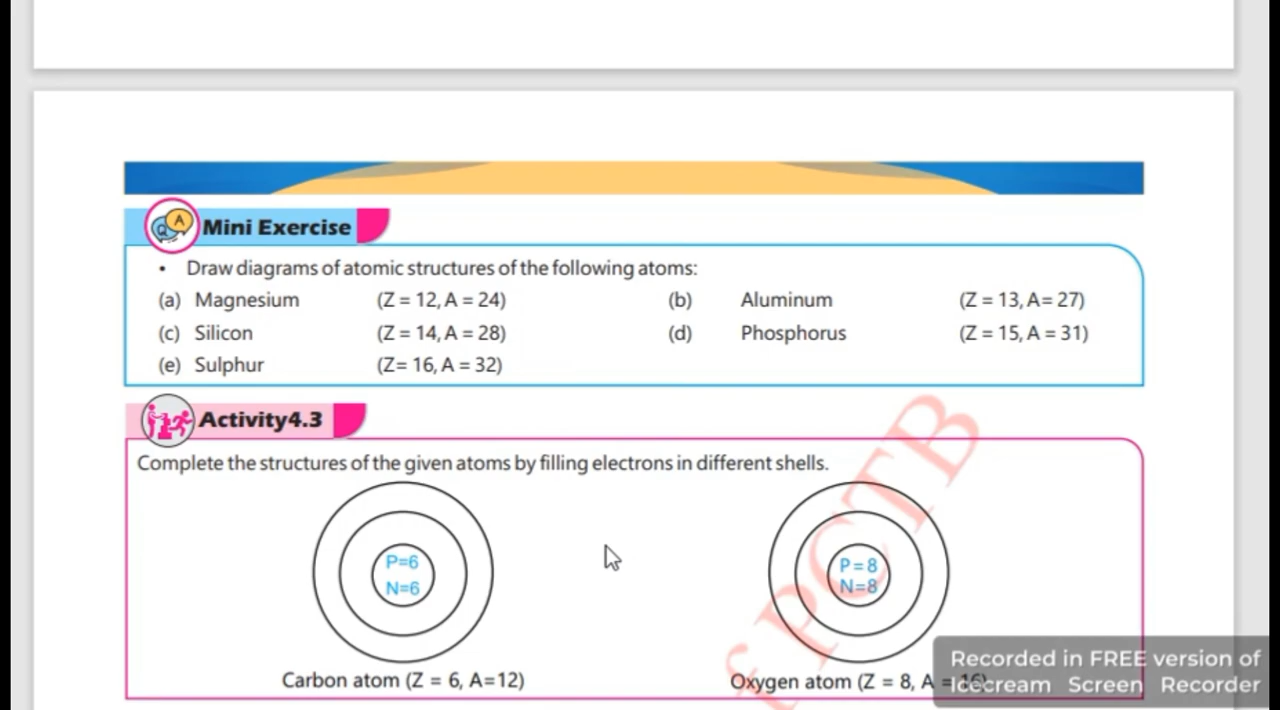 Mini Exercise
• Draw diagrams of atomic structures of the following atoms:
(a) Magnesium (Z = 12, A = 24) (b) Aluminum (Z = 13, A= 27)
(c) Silicon (Z = 14, A = 28) (d) Phosphorus (Z = 15, A = 31)
(e) Sulphur (Z= 16, A = 32)
Activity4.3
Complete the structures of the given atoms by filling electrons in different shells.
P=6
N=6
P = 8
N=8
Carbon atom (Z = 6, A=12)
Oxygen atom (Z = 8, A = 16)
f PCTB
Recorded in FREE version of
Icecream Screen Recorder
Q A